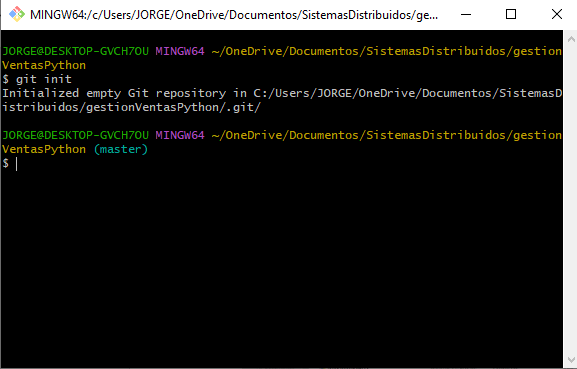 MINGW64:/c/Users/JORGE/OneDrive/Documentos/SistemasDistribuidos/ge...
JORGE@DESKTOP-GVCH7OU MINGW64 ~/OneDrive/Documentos/SistemasDistribuidos/gestion
VentasPython
$ git init
Initialized empty Git repository in C:/Users/JORGE/OneDrive/Documentos/SistemasD
istribuidos/gestionVentasPython/.git/
JORGE@DESKTOP-GVCH7OU MINGW64 ~/OneDrive/Documentos/SistemasDistribuidos/gestion
VentasPython (master)
$